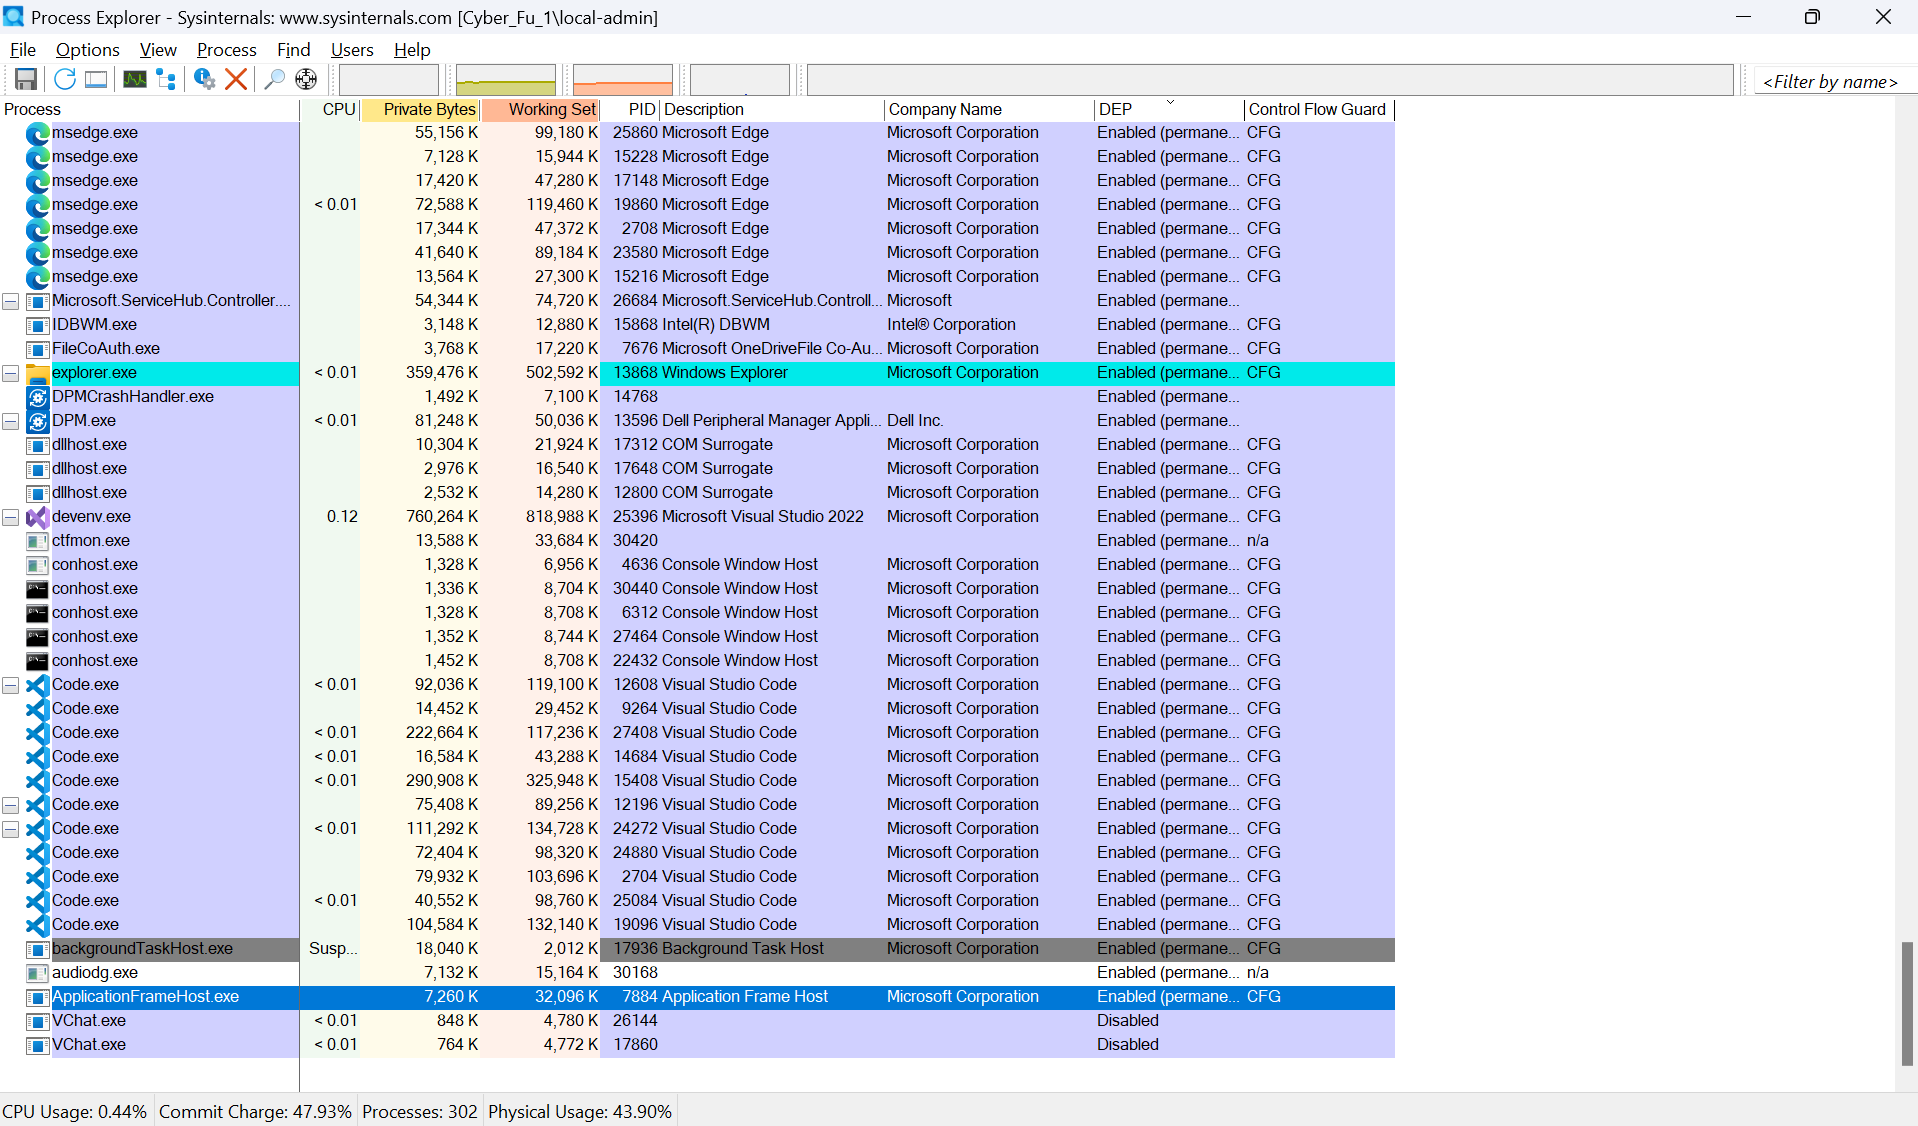 Process Explorer - Sysinternals: www.sysinternals.com [Cyber_Fu_1\local-admin]
File Options View Process Find Users Help
<Filter by name>
Process CPU Private Bytes Working Set PID Description Company Name DEP Control Flow Guard
msedge.exe 55,156 K 99,180 K 25860 Microsoft Edge Microsoft Corporation Enabled (permane... CFG
msedge.exe 7,128 K 15,944 K 15228 Microsoft Edge Microsoft Corporation Enabled (permane... CFG
msedge.exe 17,420 K 47,280 K 17148 Microsoft Edge Microsoft Corporation Enabled (permane... CFG
msedge.exe < 0.01 72,588 K 119,460 K 19860 Microsoft Edge Microsoft Corporation Enabled (permane... CFG
msedge.exe 17,344 K 47,372 K 2708 Microsoft Edge Microsoft Corporation Enabled (permane... CFG
msedge.exe 41,640 K 89,184 K 23580 Microsoft Edge Microsoft Corporation Enabled (permane... CFG
msedge.exe 13,564 K 27,300 K 15216 Microsoft Edge Microsoft Corporation Enabled (permane... CFG
Microsoft.ServiceHub.Controller.... 54,344 K 74,720 K 26684 Microsoft.ServiceHub.Controll... Microsoft Enabled (permane...
IDBWM.exe 3,148 K 12,880 K 15868 Intel(R) DBWM Intel® Corporation Enabled (permane... CFG
FileCoAuth.exe 3,768 K 17,220 K 7676 Microsoft OneDriveFile Co-Au... Microsoft Corporation Enabled (permane... CFG
explorer.exe < 0.01 359,476 K 502,592 K 13868 Windows Explorer Microsoft Corporation Enabled (permane... CFG
DPMCrashHandler.exe 1,492 K 7,100 K 14768 Enabled (permane...
DPM.exe < 0.01 81,248 K 50,036 K 13596 Dell Peripheral Manager Appli... Dell Inc. Enabled (permane...
dllhost.exe 10,304 K 21,924 K 17312 COM Surrogate Microsoft Corporation Enabled (permane... CFG
dllhost.exe 2,976 K 16,540 K 17648 COM Surrogate Microsoft Corporation Enabled (permane... CFG
dllhost.exe 2,532 K 14,280 K 12800 COM Surrogate Microsoft Corporation Enabled (permane... CFG
devenv.exe 0.12 760,264 K 818,988 K 25396 Microsoft Visual Studio 2022 Microsoft Corporation Enabled (permane... CFG
ctfmon.exe 13,588 K 33,684 K 30420 Enabled (permane... n/a
conhost.exe 1,328 K 6,956 K 4636 Console Window Host Microsoft Corporation Enabled (permane... CFG
conhost.exe 1,336 K 8,704 K 30440 Console Window Host Microsoft Corporation Enabled (permane... CFG
conhost.exe 1,328 K 8,708 K 6312 Console Window Host Microsoft Corporation Enabled (permane... CFG
conhost.exe 1,352 K 8,744 K 27464 Console Window Host Microsoft Corporation Enabled (permane... CFG
conhost.exe 1,452 K 8,708 K 22432 Console Window Host Microsoft Corporation Enabled (permane... CFG
Code.exe < 0.01 92,036 K 119,100 K 12608 Visual Studio Code Microsoft Corporation Enabled (permane... CFG
Code.exe 14,452 K 29,452 K 9264 Visual Studio Code Microsoft Corporation Enabled (permane... CFG
Code.exe < 0.01 222,664 K 117,236 K 27408 Visual Studio Code Microsoft Corporation Enabled (permane... CFG
Code.exe < 0.01 16,584 K 43,288 K 14684 Visual Studio Code Microsoft Corporation Enabled (permane... CFG
Code.exe < 0.01 290,908 K 325,948 K 15408 Visual Studio Code Microsoft Corporation Enabled (permane... CFG
Code.exe 75,408 K 89,256 K 12196 Visual Studio Code Microsoft Corporation Enabled (permane... CFG
Code.exe < 0.01 111,292 K 134,728 K 24272 Visual Studio Code Microsoft Corporation Enabled (permane... CFG
Code.exe 72,404 K 98,320 K 24880 Visual Studio Code Microsoft Corporation Enabled (permane... CFG
Code.exe 79,932 K 103,696 K 2704 Visual Studio Code Microsoft Corporation Enabled (permane... CFG
Code.exe < 0.01 40,552 K 98,760 K 25084 Visual Studio Code Microsoft Corporation Enabled (permane... CFG
Code.exe 104,584 K 132,140 K 19096 Visual Studio Code Microsoft Corporation Enabled (permane... CFG
backgroundTaskHost.exe Susp... 18,040 K 2,012 K 17936 Background Task Host Microsoft Corporation Enabled (permane... CFG
audiodg.exe 7,132 K 15,164 K 30168 Enabled (permane... n/a
ApplicationFrameHost.exe 7,260 K 32,096 K 7884 Application Frame Host Microsoft Corporation Enabled (permane... CFG
VChat.exe < 0.01 848 K 4,780 K 26144 Disabled
VChat.exe < 0.01 764 K 4,772 K 17860 Disabled
CPU Usage: 0.44% Commit Charge: 47.93% Processes: 302 Physical Usage: 43.90%